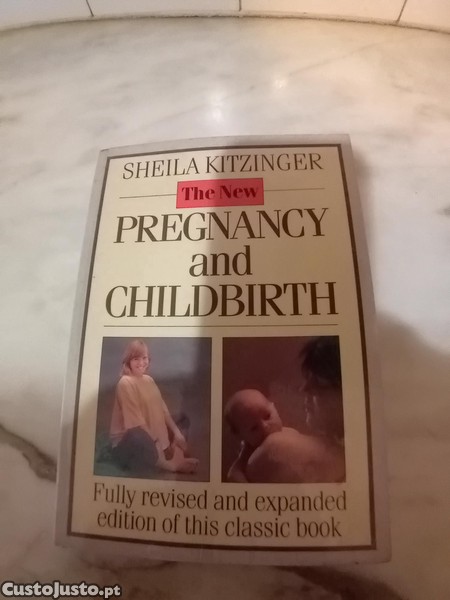 SHEILA KITZINGER
The New
PREGNANCY
and
CHILDBIRTH
Fully revised and expanded
edition of this classic book
CustoJusto.pt